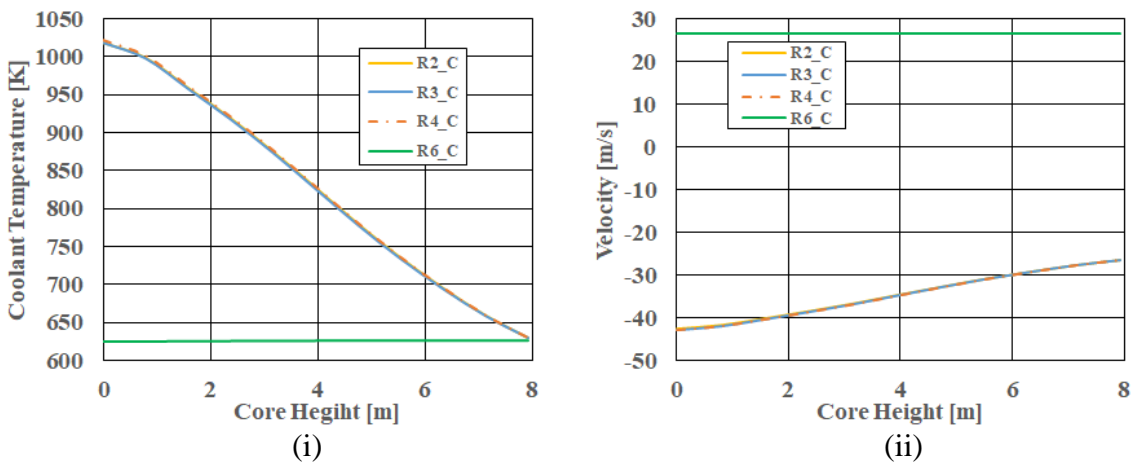 1050
1000
950
900
850
800
750
700
650
600
Coolant Temperature [K]
R2_C
R3_C
R4_C
R6_C
0
2
4
6
8
Core Hegiht [m]
(i)
30
20
10
0
-10
-20
-30
-40
-50
Velocity [m/s]
R2_C
R3_C
R4_C
R6_C
0
2
4
6
8
Core Height [m]
(ii)